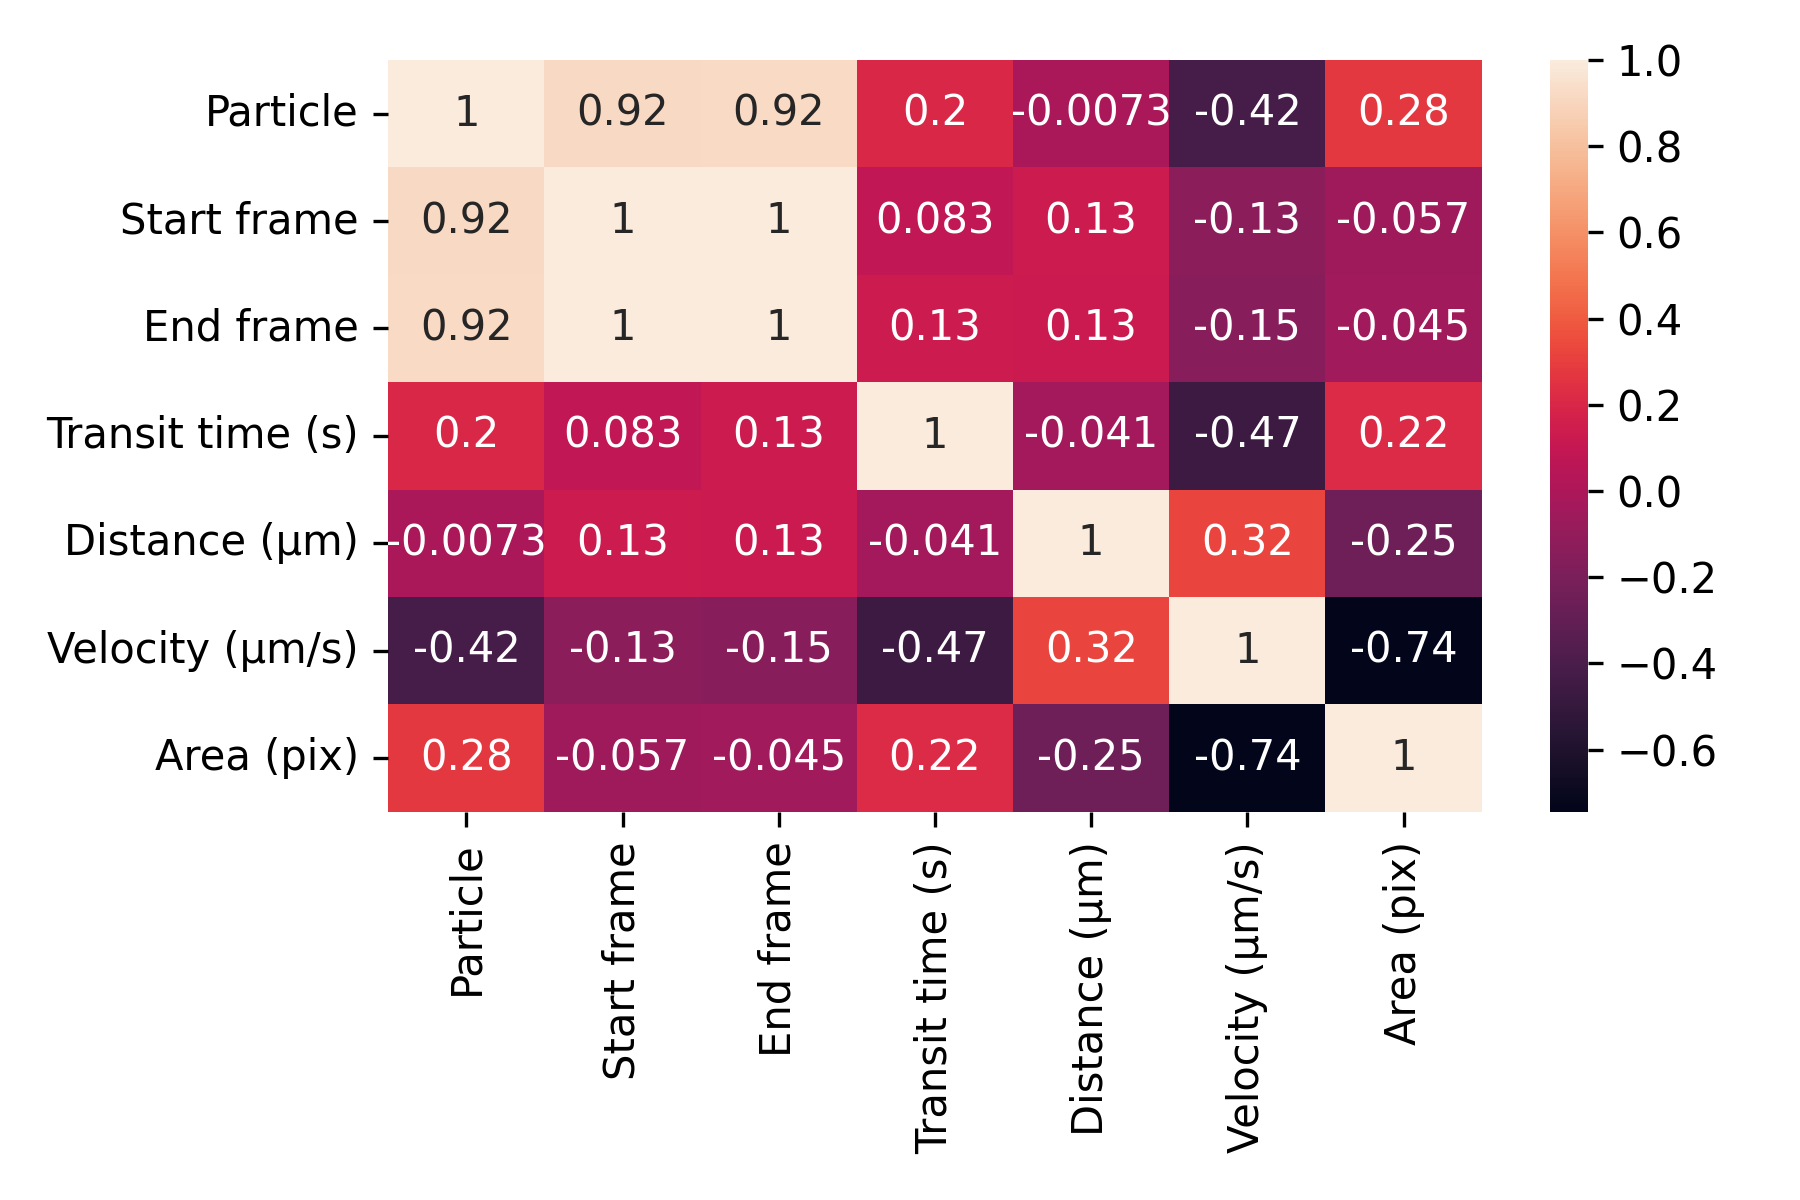 Particle 1 0.92 0.92 0.2 -0.0073 -0.42 0.28
Start frame 0.92 1 1 0.083 0.13 -0.13 -0.057
End frame 0.92 1 1 0.13 0.13 -0.15 -0.045
Transit time (s) 0.2 0.083 0.13 1 -0.041 -0.47 0.22
Distance (μm) -0.0073 0.13 0.13 -0.041 1 0.32 -0.25
Velocity (μm/s) -0.42 -0.13 -0.15 -0.47 0.32 1 -0.74
Area (pix) 0.28 -0.057 -0.045 0.22 -0.25 -0.74 1
Particle
Start frame
End frame
Transit time (s)
Distance (μm)
Velocity (μm/s)
Area (pix)
1.0
0.8
0.6
0.4
0.2
0.0
−0.2
−0.4
−0.6